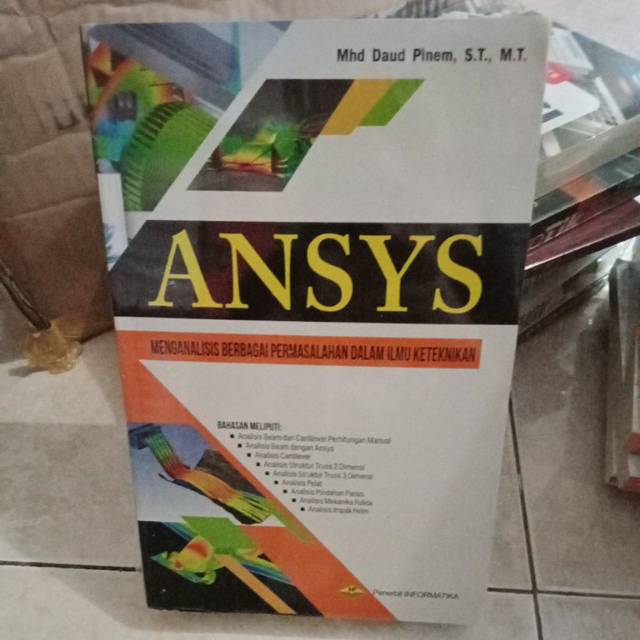 Mhd Daud Pinem, S.T., M.T.
ANSYS
MENGANALISIS BERBAGAI PERMASALAHAN DALAM ILMU KETEKNIKAN
BAHASAN MELIPUTI:
Analisis Beam dan Cantilever Perhitungan Manual
Analisis Beam dengan Ansys
Analisis Cantilever
Analisis Struktur Truss 2 Dimensi
Analisis Struktur Truss 3 Dimensi
Analisis Pelat
Analisis Pindahan Panas
Analisis Mekanika Fluida
Analisis Impak Helm
Penerbit INFORMATIKA